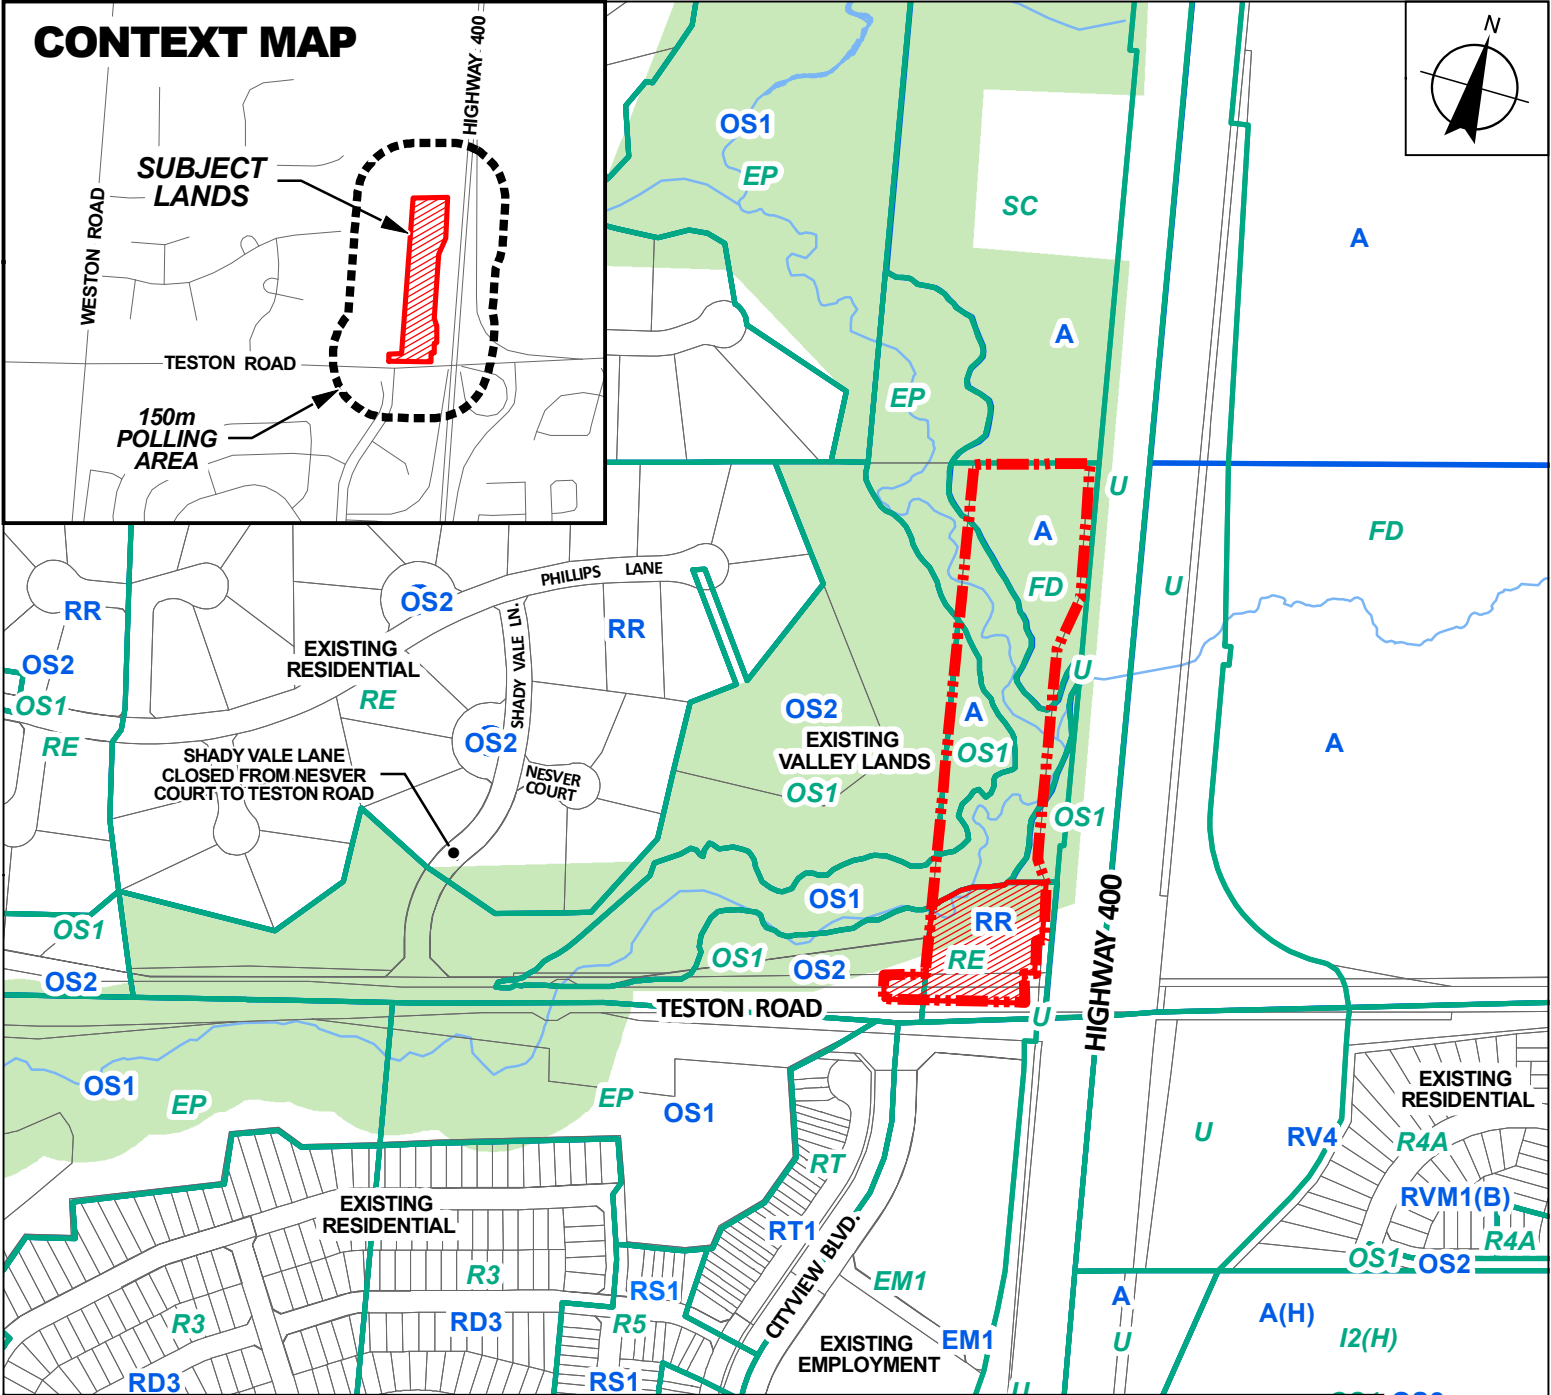 CONTEXT MAP
HIGHWAY 400
SUBJECT
LANDS
WESTON ROAD
TESTON ROAD
150m
POLLING
AREA
N
OS1
EP
SC
A
A
EP
U
A
FD
FD
U
RR
OS2
PHILLIPS LANE
RR
SHADY VALE LN.
EXISTING
RESIDENTIAL
RE
OS2
OS1
RE
OS2
SHADY VALE LANE
CLOSED FROM NESVER
COURT TO TESTON ROAD
NESVER
COURT
OS2
EXISTING
VALLEY LANDS
OS1
A
OS1
U
A
OS1
OS1
RR
RE
OS1
OS2
OS1
OS2
TESTON ROAD
U
HIGHWAY 400
OS1
EP
EP
OS1
EXISTING
RESIDENTIAL
U
RV4
R4A
RVM1(B)
R4A
OS1
OS2
RT
RT1
CITYVIEW BLVD.
EXISTING
RESIDENTIAL
R3
R3
RD3
RD3
RS1
R5
RS1
EM1
EXISTING
EMPLOYMENT
EM1
A
U
A(H)
I2(H)
U